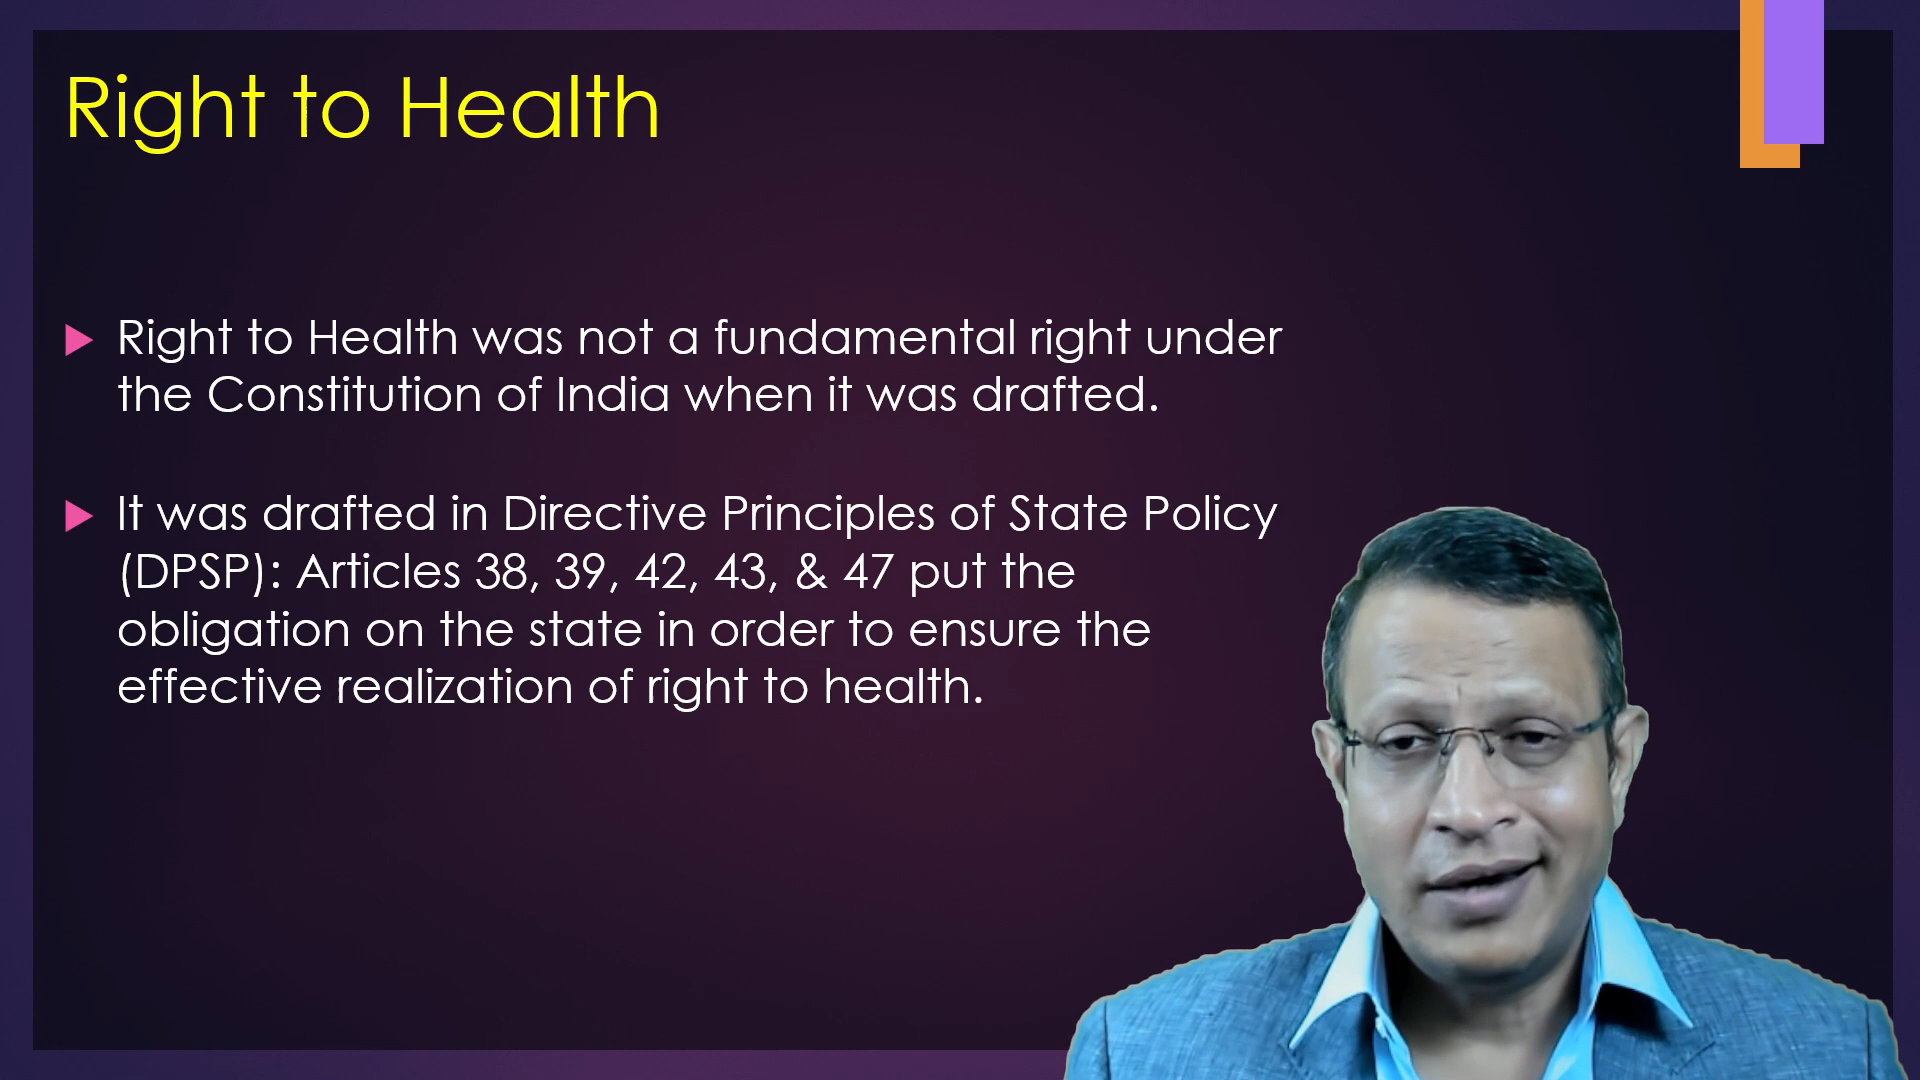 Right to Health
Right to Health was not a fundamental right under
the Constitution of India when it was drafted.
It was drafted in Directive Principles of State Policy
(DPSP): Articles 38, 39, 42, 43, & 47 put the
obligation on the state in order to ensure the
effective realization of right to health.